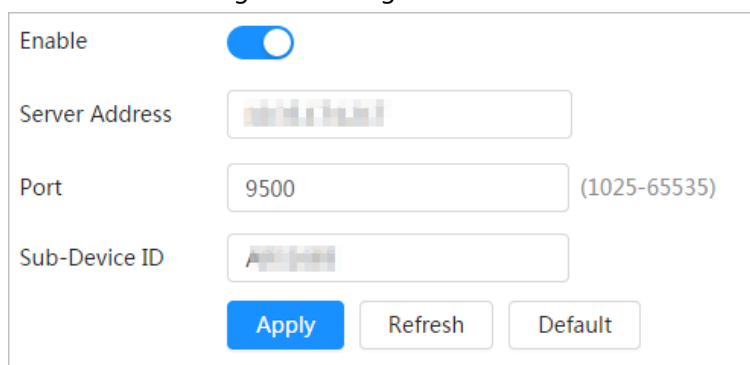 Enable
Server Address
Port 9500 (1025-65535)
Sub-Device ID
Apply Refresh Default